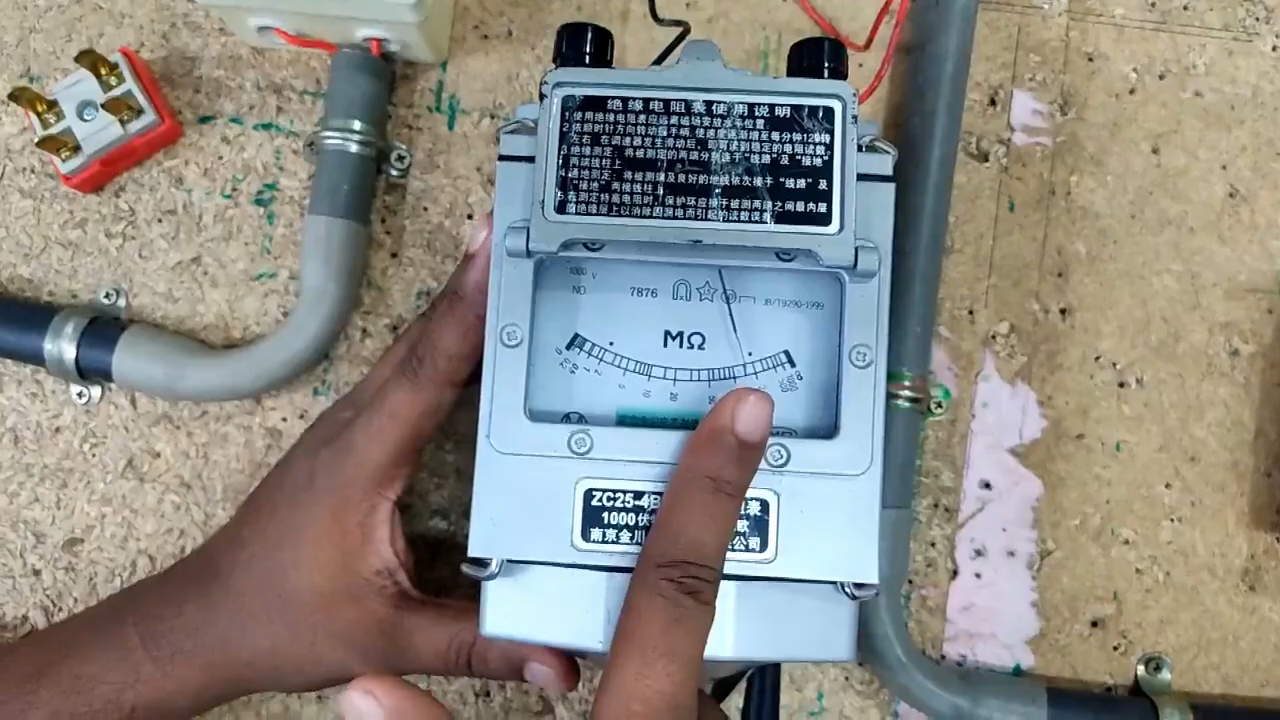 绝缘电阻表使用说明
1.使用绝缘电阻表应远离磁场安放水平位置.
2.依顺时针方向转动摇手柄,使速度逐渐增至每分钟120转
左右,在调速器发生滑动后,即可读到稳定的电阻读数.
3.绝缘测定:将被测定的两端分别连于“线路”及“接地”
两端线柱上
4.通地测定:将被测端及良好的地线依次接于“线路”及
“接地”两接线柱上
5.在测定特高电阻时,保护环应接于被测两端之间最内层
的绝缘层上以消除因漏电而引起的读数误差
1000 V
NO. 7876 JB/T9290-1999
MΩ
0 1 2 5 10 20 50 ∞
ZC25-4B 表
1000伏 欧
南京金川 公司